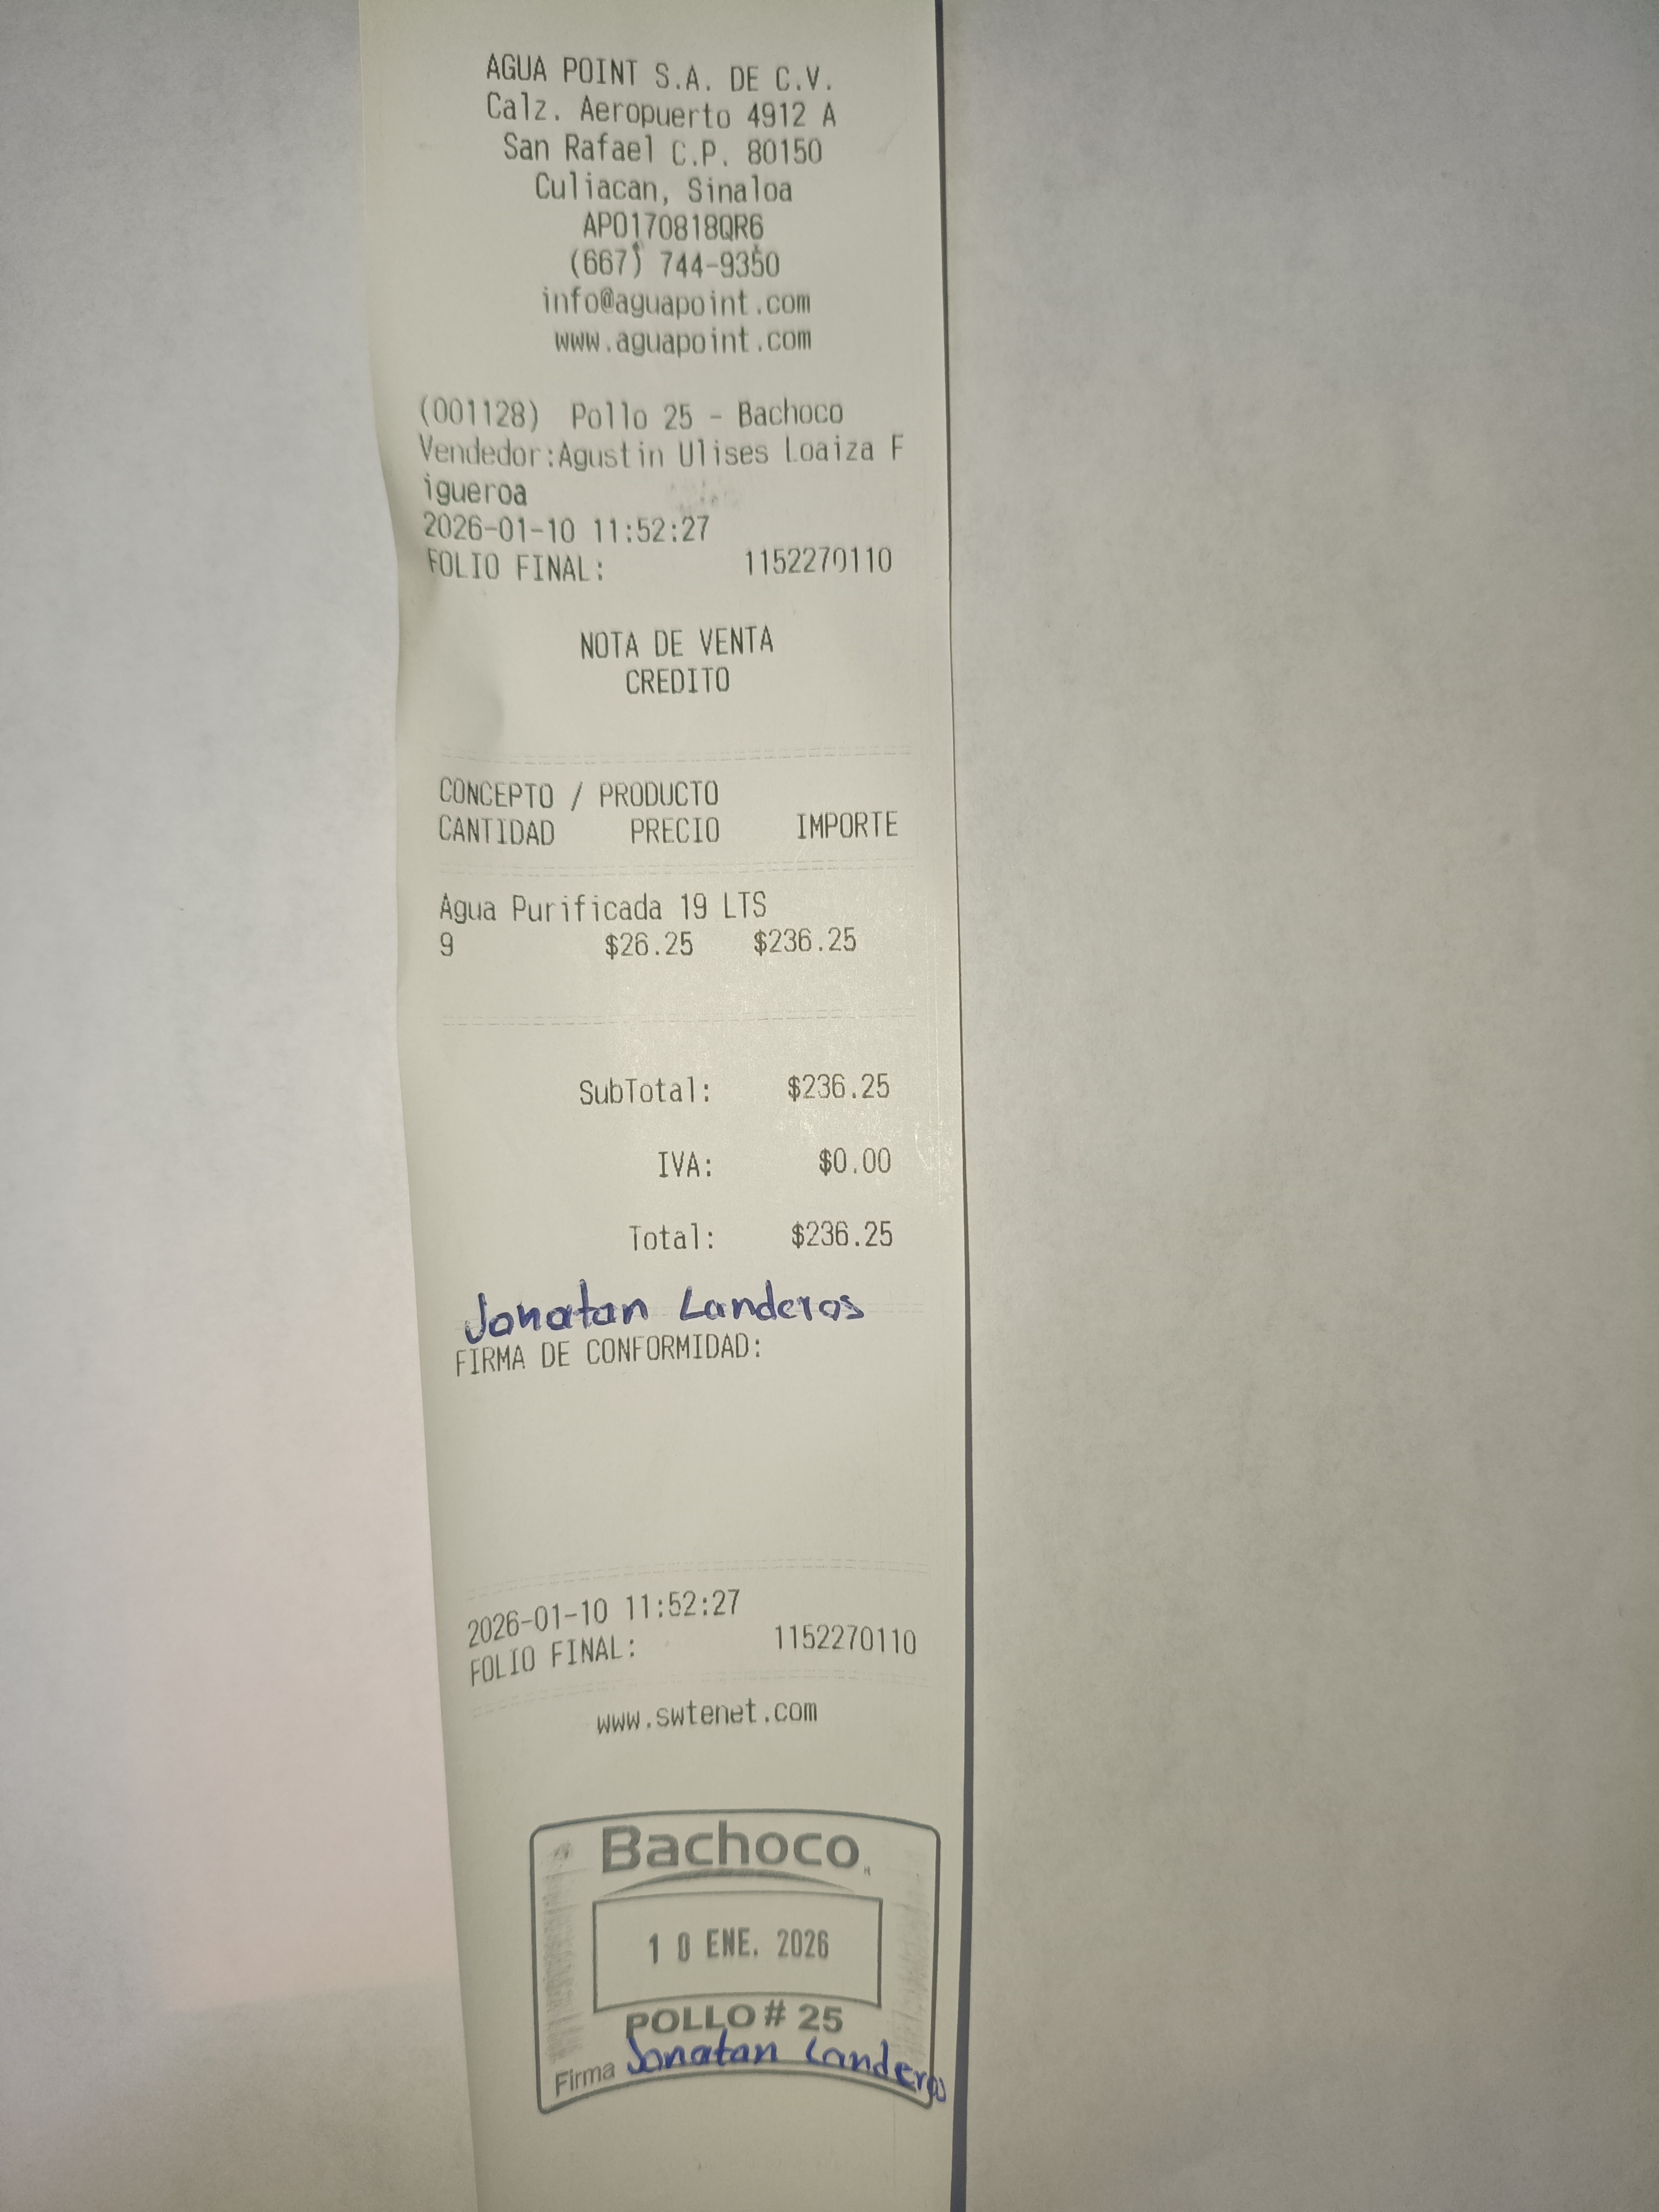 AGUA POINT S.A. DE C.V.
Calz. Aeropuerto 4912 A
San Rafael C.P. 80150
Culiacan, Sinaloa
APO170818QR6
(667) 744-9350
info@aguapoint.com
www.aguapoint.com
(001128) Pollo 25 - Bachoco
Vendedor:Agustin Ulises Loaiza F
igueroa
2026-01-10 11:52:27
FOLIO FINAL: 1152270110
NOTA DE VENTA
CREDITO
CONCEPTO / PRODUCTO
CANTIDAD PRECIO IMPORTE
Agua Purificada 19 LTS
9 $26.25 $236.25
SubTotal: $236.25
IVA: $0.00
Total: $236.25
Jonatan Landeros
FIRMA DE CONFORMIDAD:
2026-01-10 11:52:27
FOLIO FINAL: 1152270110
www.swtenet.com
Bachoco
10 ENE. 2026
POLLO # 25
Firma Jonatan Landeros